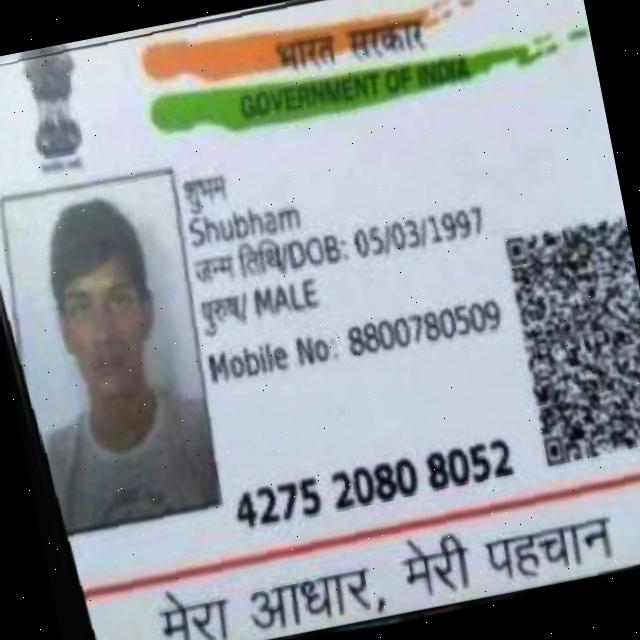 भारत सरकार
GOVERNMENT OF INDIA
शुभम
Shubham
जन्म तिथि/DOB: 05/03/1997
पुरुष/ MALE
Mobile No: 8800780509
4275 2080 8052
मेरा आधार, मेरी पहचान